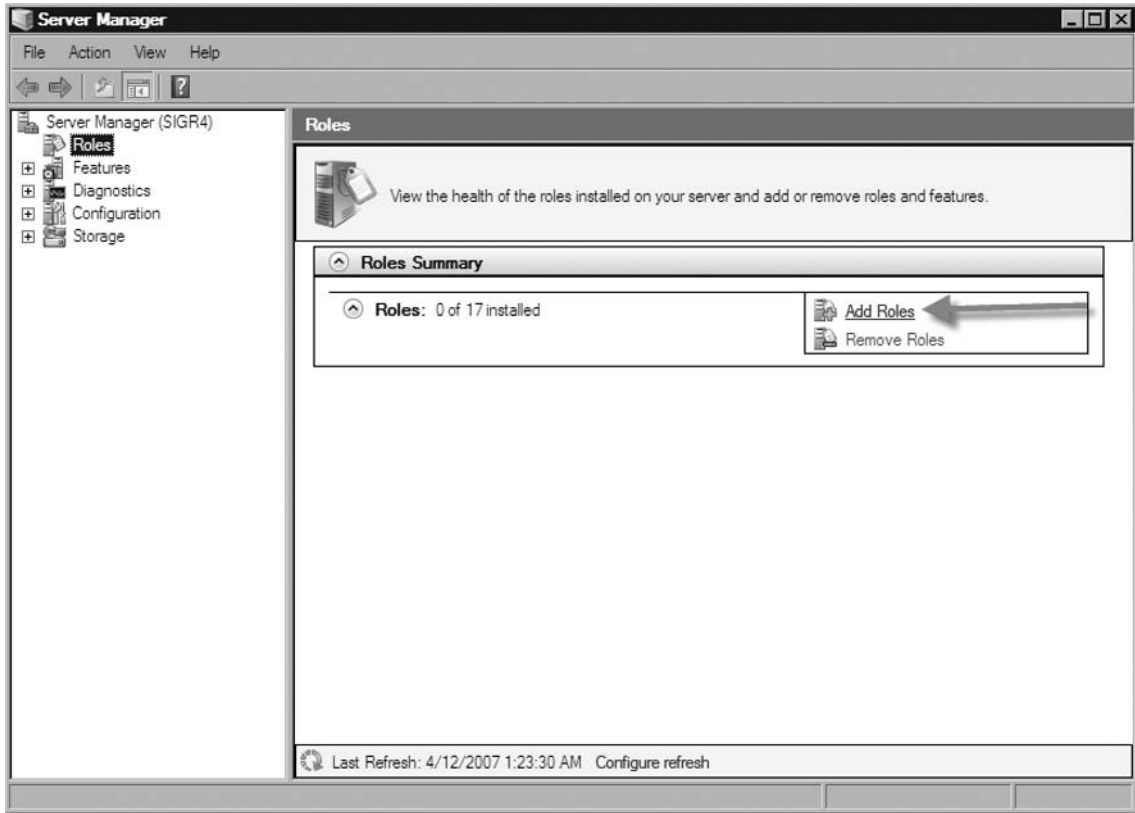 Server Manager
File Action View Help
Server Manager (SIGR4)
Roles
Features
Diagnostics
Configuration
Storage
Roles
View the health of the roles installed on your server and add or remove roles and features.
Roles Summary
Roles: 0 of 17 installed
Add Roles
Remove Roles
Last Refresh: 4/12/2007 1:23:30 AM Configure refresh